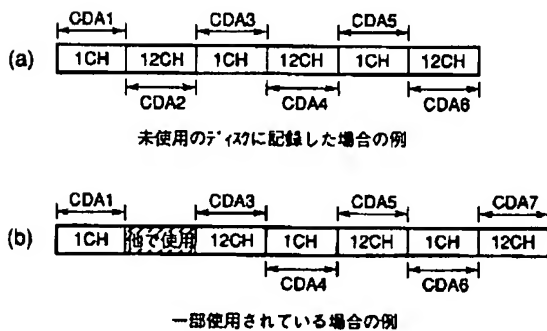 CDA1 CDA3 CDA5
(a) 1CH 12CH 1CH 12CH 1CH 12CH
CDA2 CDA4 CDA6
未使用のディスクに記録した場合の例
CDA1 CDA3 CDA5 CDA7
(b) 1CH 他で使用 12CH 1CH 12CH 1CH 12CH
CDA4 CDA6
一部使用されている場合の例